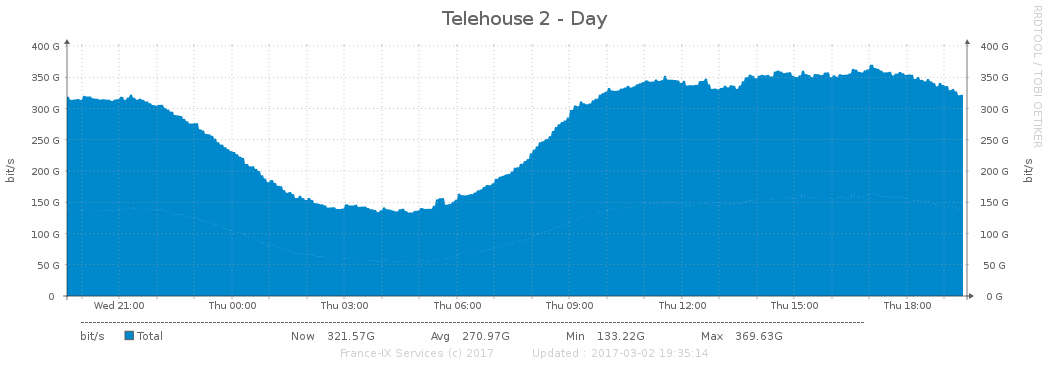 Telehouse 2 - Day
RRDTOOL / TOBI OETIKER
bit/s
400 G 400 G
350 G 350 G
300 G 300 G
250 G 250 G
200 G 200 G
150 G 150 G
100 G 100 G
50 G 50 G
0 0 G
bit/s
Wed 21:00 Thu 00:00 Thu 03:00 Thu 06:00 Thu 09:00 Thu 12:00 Thu 15:00 Thu 18:00
bit/s Total Now 321.57G Avg 270.97G Min 133.22G Max 369.63G
France-IX Services (c) 2017 Updated : 2017-03-02 19:35:14